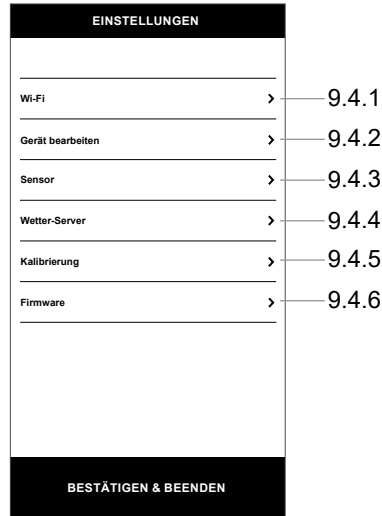 EINSTELLUNGEN
Wi-Fi
9.4.1
Gerät bearbeiten
9.4.2
Sensor
9.4.3
Wetter-Server
9.4.4
Kalibrierung
9.4.5
Firmware
9.4.6
BESTÄTIGEN & BEENDEN